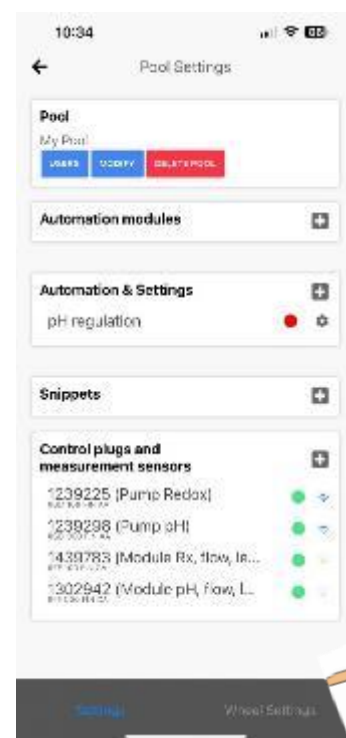 10:34
Pool Settings
Pool
My Pool
USERS MODIFY DELETE POOL
Automation modules
Automation & Settings
pH regulation
Snippets
Control plugs and
measurement sensors
1239225 (Pump Redox)
1239298 (Pump pH)
1439783 (Module Rx, flow, le...
1302942 (Module pH, flow, l...
Settings Wheel Settings